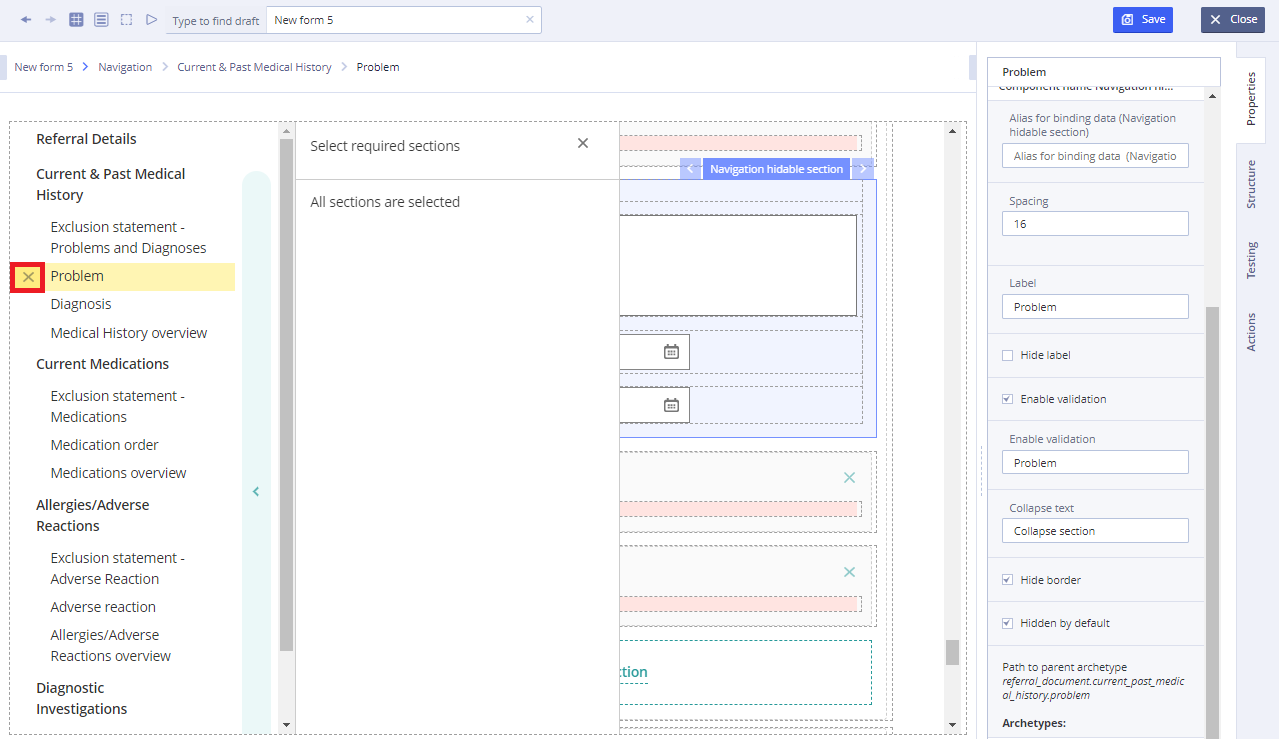 Type to find draft
New form 5
Save
Close
New form 5
Navigation
Current & Past Medical History
Problem
Referral Details
Current & Past Medical
History
Exclusion statement -
Problems and Diagnoses
Problem
Diagnosis
Medical History overview
Current Medications
Exclusion statement -
Medications
Medication order
Medications overview
Allergies/Adverse
Reactions
Exclusion statement -
Adverse Reaction
Adverse reaction
Allergies/Adverse
Reactions overview
Diagnostic
Investigations
Select required sections
All sections are selected
Navigation hidable section
ction
Problem
Component name Navigation hi...
Alias for binding data (Navigation
hidable section)
Alias for binding data (Navigatio
Spacing
16
Label
Problem
Hide label
Enable validation
Enable validation
Problem
Collapse text
Collapse section
Hide border
Hidden by default
Path to parent archetype
referral_document.current_past_medic
al_history.problem
Archetypes:
Properties
Structure
Testing
Actions